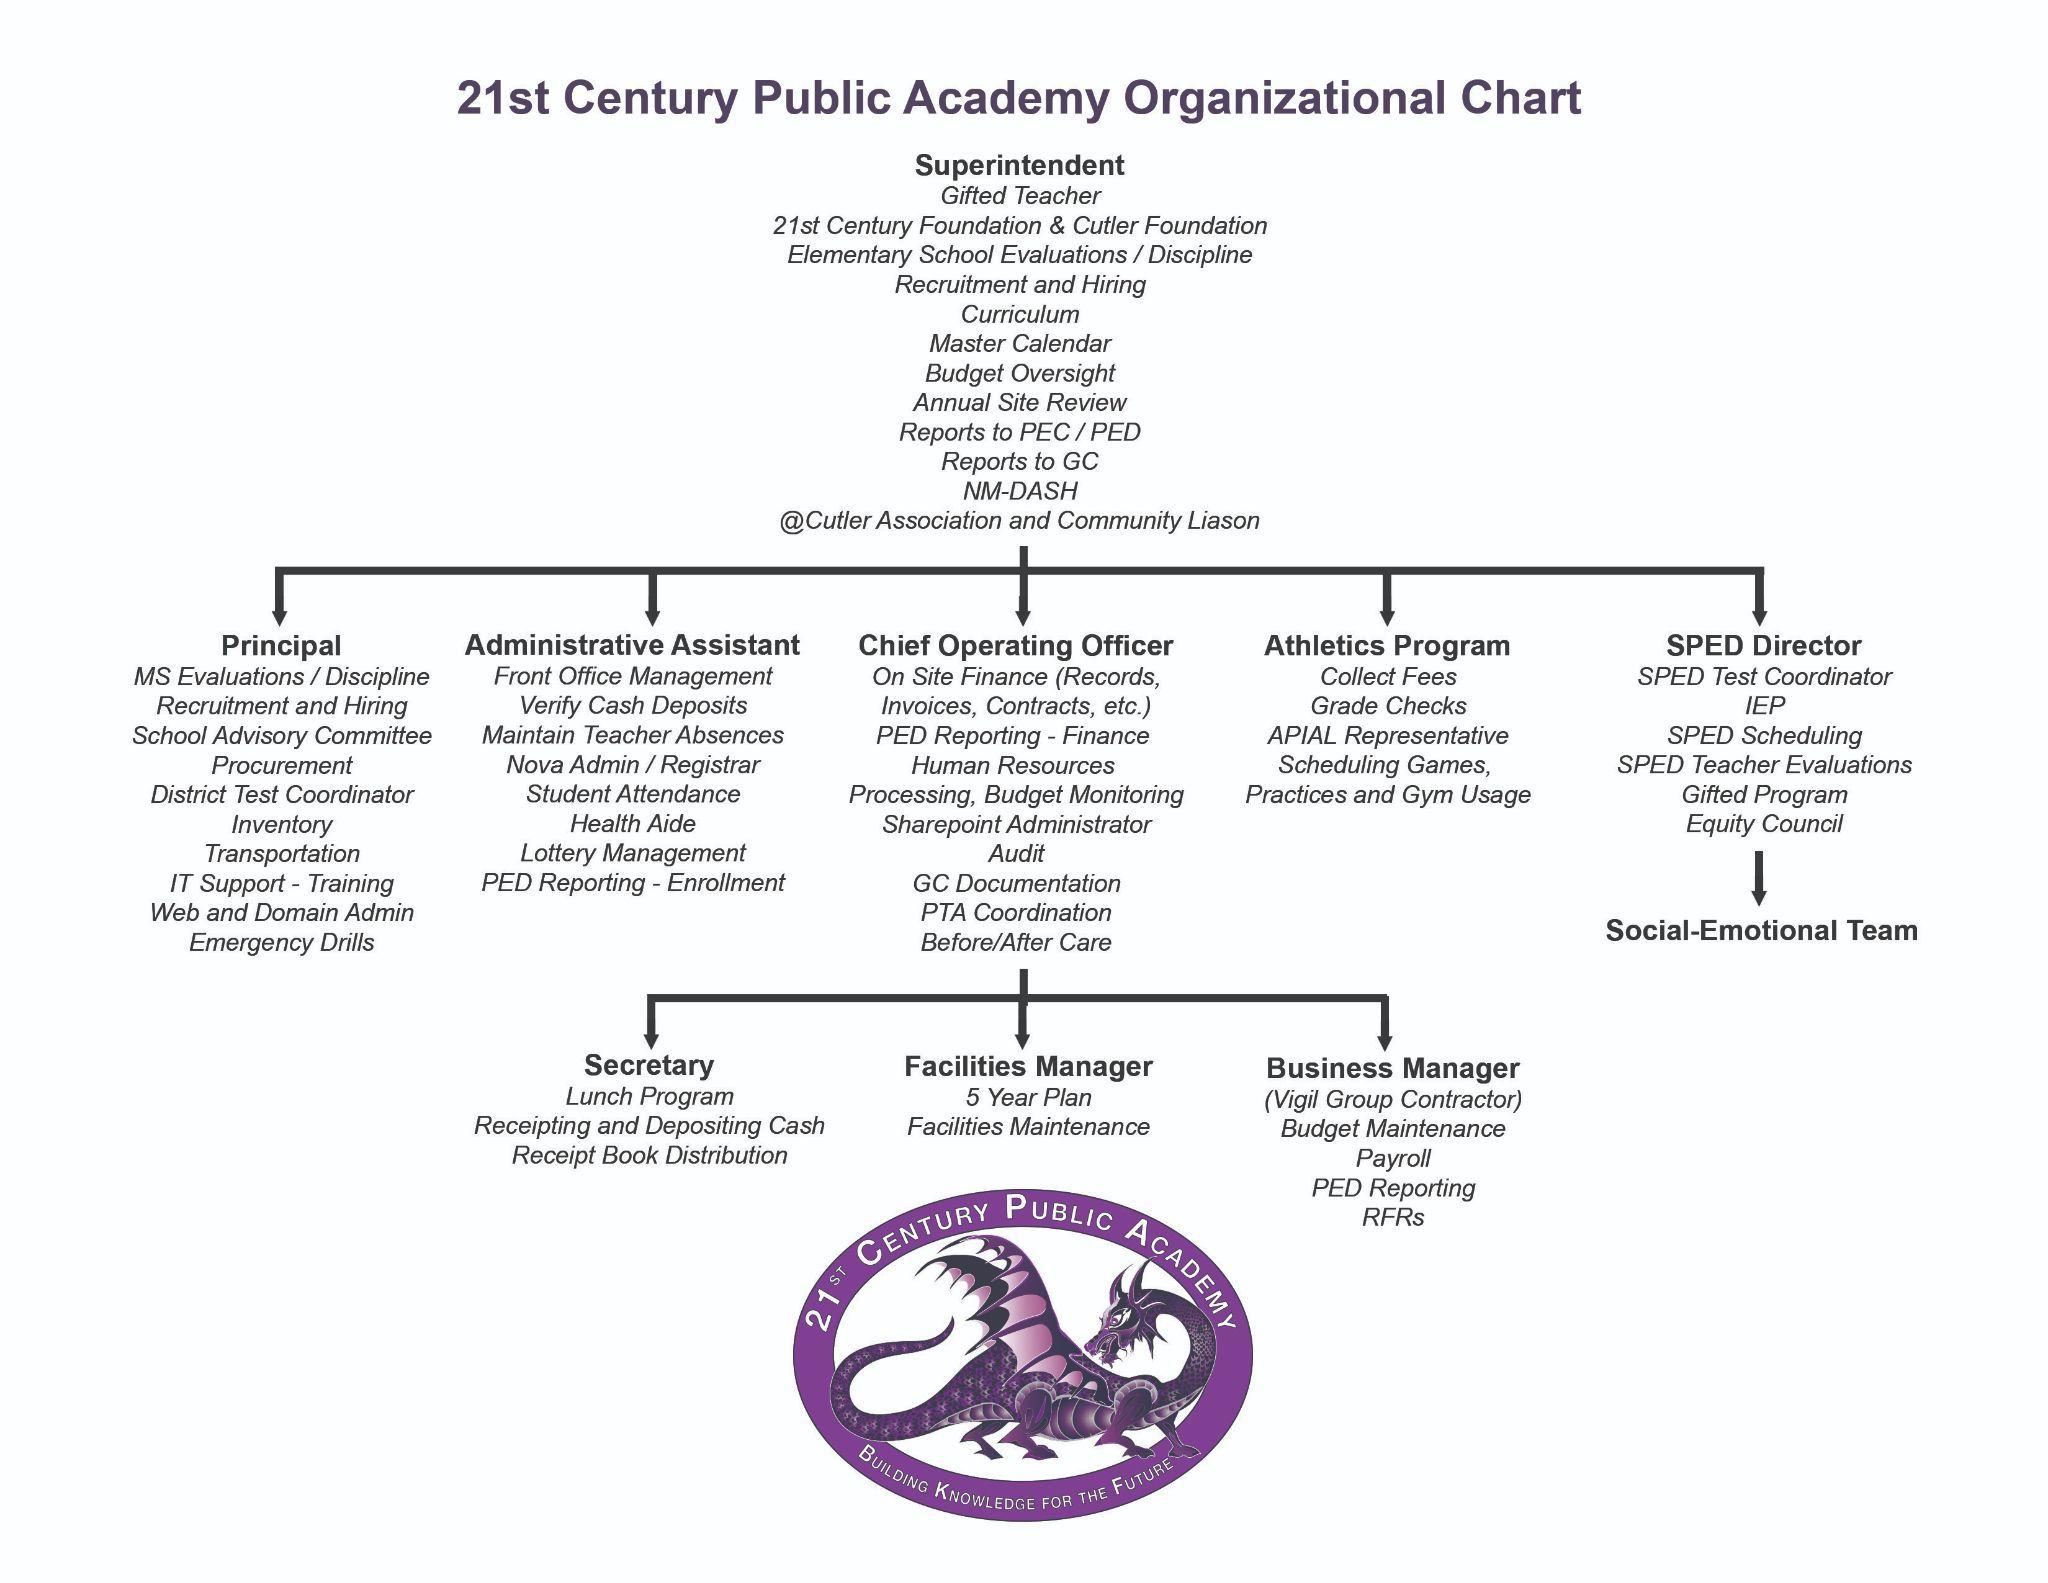 21st Century Public Academy Organizational Chart
Superintendent
Gifted Teacher
21st Century Foundation & Cutler Foundation
Elementary School Evaluations / Discipline
Recruitment and Hiring
Curriculum
Master Calendar
Budget Oversight
Annual Site Review
Reports to PEC / PED
Reports to GC
NM-DASH
@Cutler Association and Community Liason
Principal
MS Evaluations / Discipline
Recruitment and Hiring
School Advisory Committee
Procurement
District Test Coordinator
Inventory
Transportation
IT Support - Training
Web and Domain Admin
Emergency Drills
Administrative Assistant
Front Office Management
Verify Cash Deposits
Maintain Teacher Absences
Nova Admin / Registrar
Student Attendance
Health Aide
Lottery Management
PED Reporting - Enrollment
Chief Operating Officer
On Site Finance (Records,
Invoices, Contracts, etc.)
PED Reporting - Finance
Human Resources
Processing, Budget Monitoring
Sharepoint Administrator
Audit
GC Documentation
PTA Coordination
Before/After Care
Athletics Program
Collect Fees
Grade Checks
APIAL Representative
Scheduling Games,
Practices and Gym Usage
SPED Director
SPED Test Coordinator
IEP
SPED Scheduling
SPED Teacher Evaluations
Gifted Program
Equity Council
Social-Emotional Team
Secretary
Lunch Program
Receipting and Depositing Cash
Receipt Book Distribution
Facilities Manager
5 Year Plan
Facilities Maintenance
Business Manager
(Vigil Group Contractor)
Budget Maintenance
Payroll
PED Reporting
RFRs
21ST CENTURY PUBLIC ACADEMY
BUILDING KNOWLEDGE FOR THE FUTURE